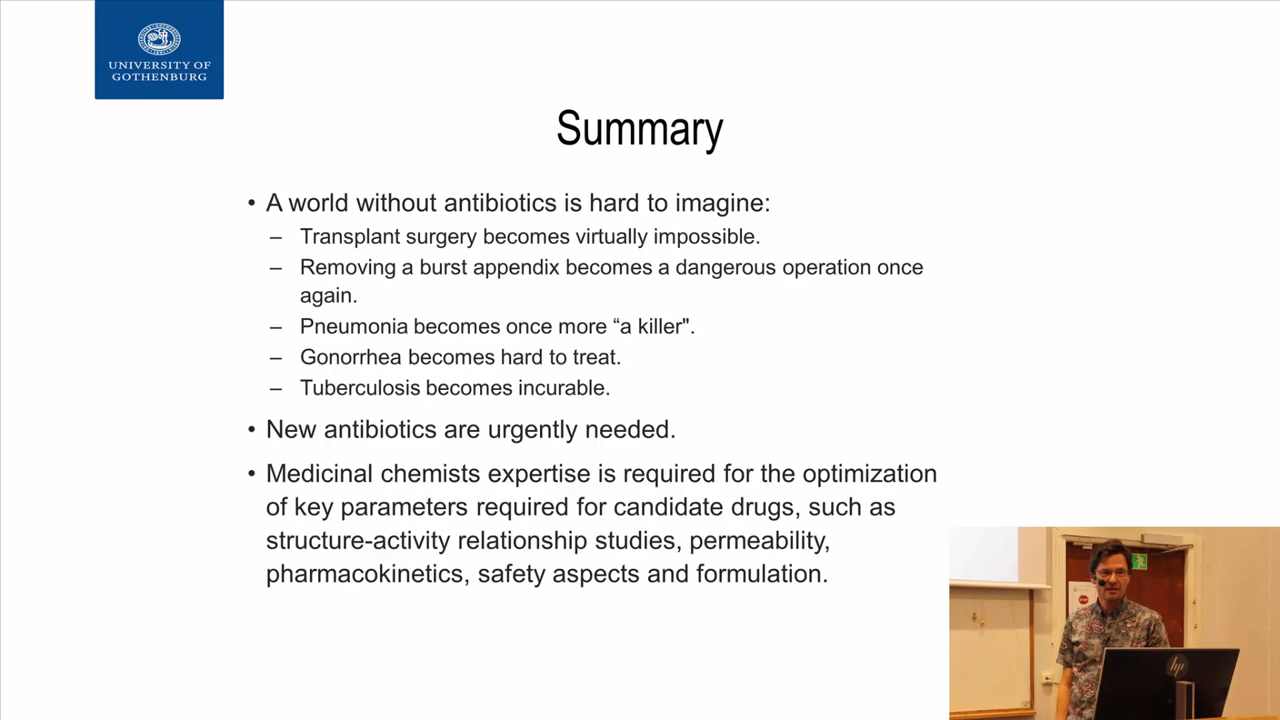 UNIVERSITY OF
GOTHENBURG
Summary
• A world without antibiotics is hard to imagine:
– Transplant surgery becomes virtually impossible.
– Removing a burst appendix becomes a dangerous operation once
again.
– Pneumonia becomes once more “a killer".
– Gonorrhea becomes hard to treat.
– Tuberculosis becomes incurable.
• New antibiotics are urgently needed.
• Medicinal chemists expertise is required for the optimization
of key parameters required for candidate drugs, such as
structure-activity relationship studies, permeability,
pharmacokinetics, safety aspects and formulation.
hp